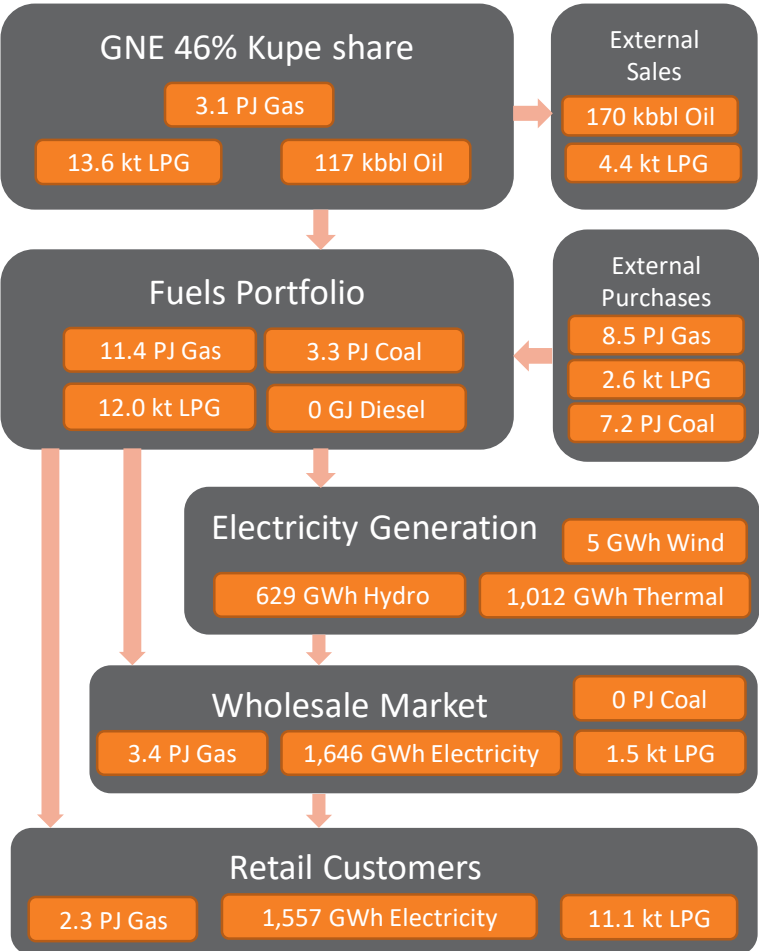 GNE 46% Kupe share
3.1 PJ Gas
13.6 kt LPG
117 kbbl Oil
External
Sales
170 kbbl Oil
4.4 kt LPG
Fuels Portfolio
11.4 PJ Gas
3.3 PJ Coal
12.0 kt LPG
0 GJ Diesel
External
Purchases
8.5 PJ Gas
2.6 kt LPG
7.2 PJ Coal
Electricity Generation
5 GWh Wind
629 GWh Hydro
1,012 GWh Thermal
Wholesale Market
0 PJ Coal
3.4 PJ Gas
1,646 GWh Electricity
1.5 kt LPG
Retail Customers
2.3 PJ Gas
1,557 GWh Electricity
11.1 kt LPG